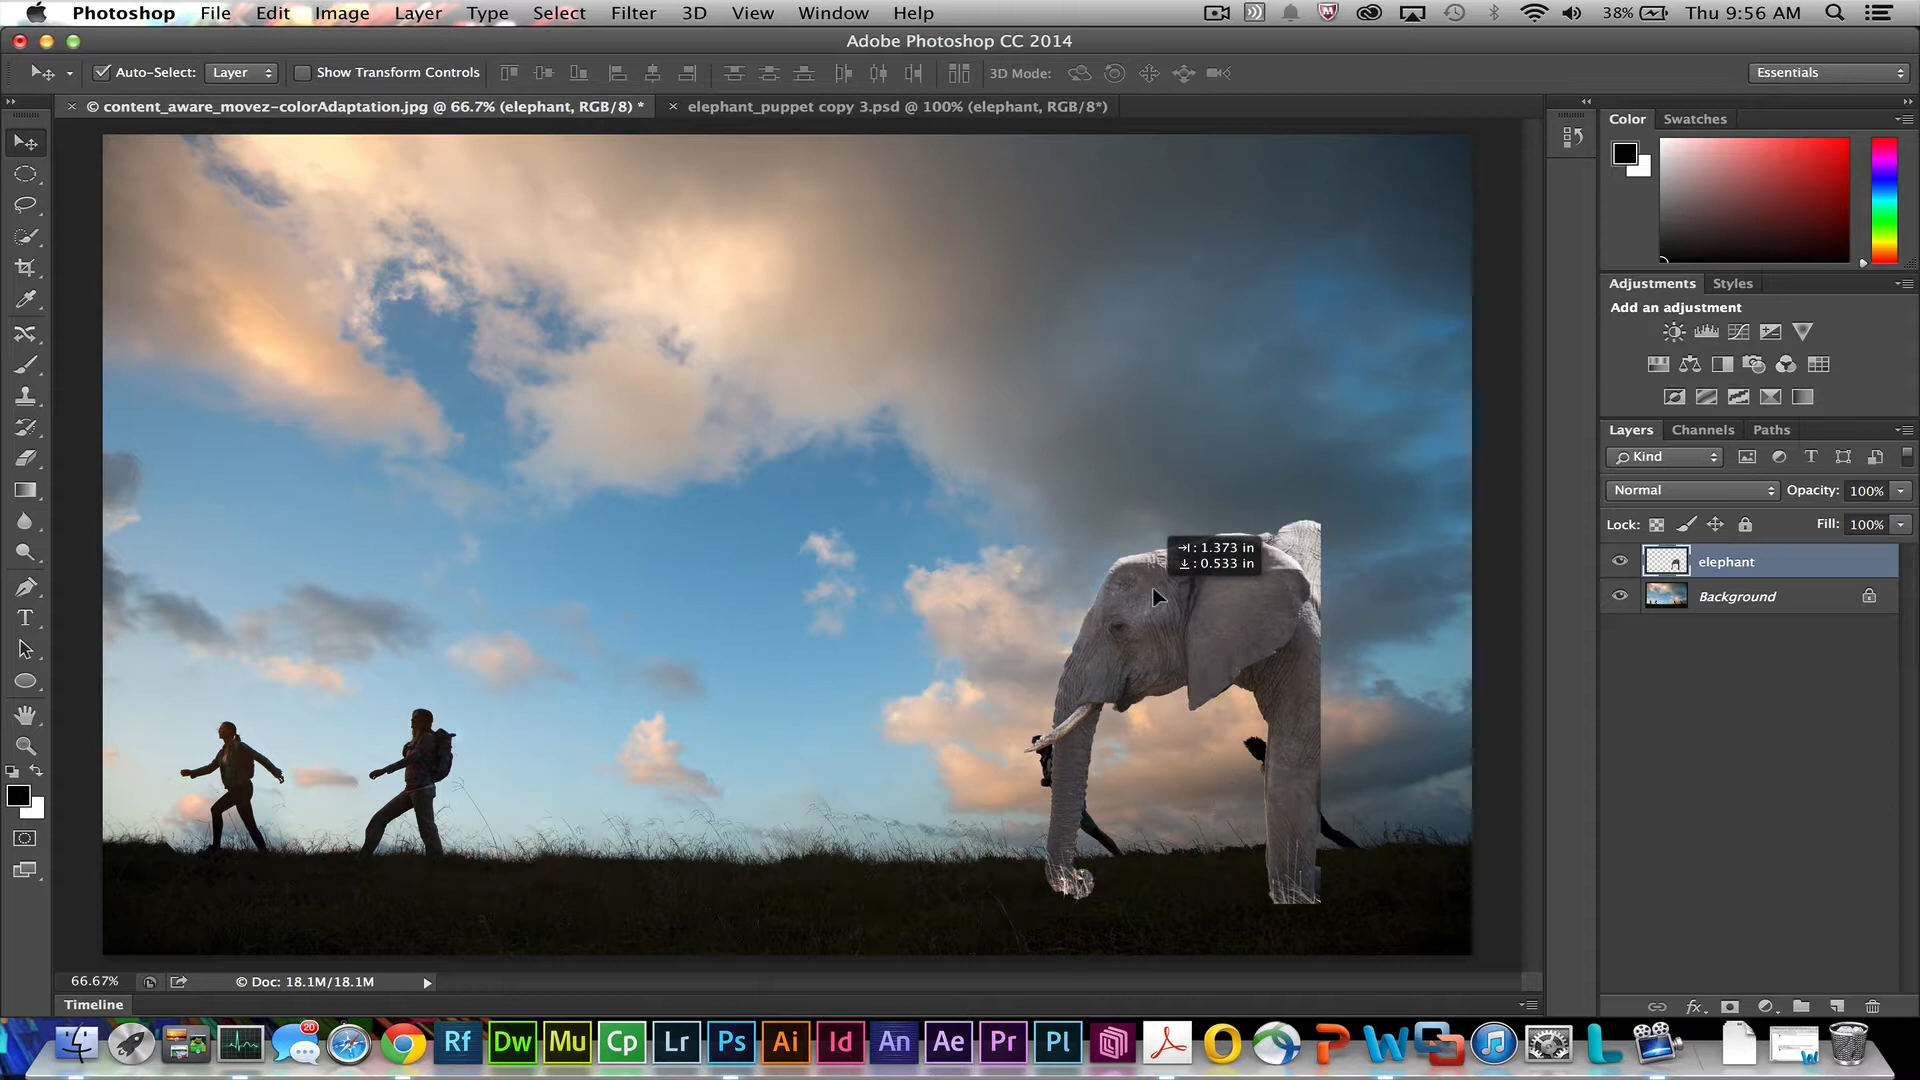 Photoshop File Edit Image Layer Type Select Filter 3D View Window Help 38% Thu 9:56 AM
Adobe Photoshop CC 2014
Auto-Select: Layer Show Transform Controls 3D Mode: Essentials
© content_aware_movez-colorAdaptation.jpg @ 66.7% (elephant, RGB/8) * elephant_puppet copy 3.psd @ 100% (elephant, RGB/8*)
Color Swatches
Adjustments Styles
Add an adjustment
Layers Channels Paths
Kind
Normal Opacity: 100%
Lock: Fill: 100%
elephant
Background
: 1.373 in
: 0.533 in
66.67% © Doc: 18.1M/18.1M
Timeline
fx
20
Rf Dw Mu Cp Lr Ps Ai Id An Ae Pr Pl